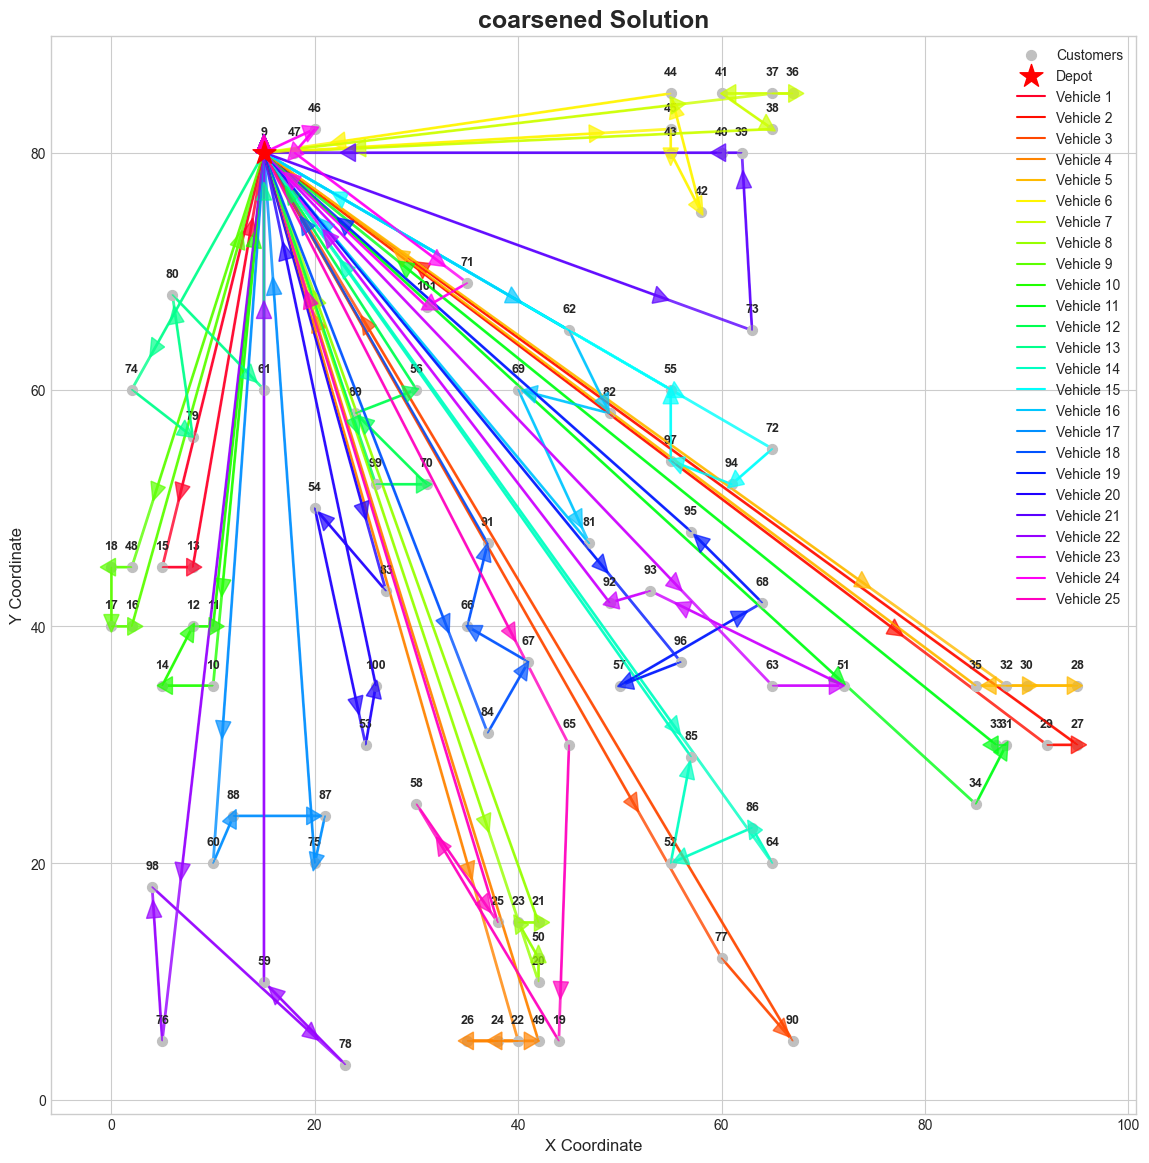 coarsened Solution
Customers
Depot
Vehicle 1
Vehicle 2
Vehicle 3
Vehicle 4
Vehicle 5
Vehicle 6
Vehicle 7
Vehicle 8
Vehicle 9
Vehicle 10
Vehicle 11
Vehicle 12
Vehicle 13
Vehicle 14
Vehicle 15
Vehicle 16
Vehicle 17
Vehicle 18
Vehicle 19
Vehicle 20
Vehicle 21
Vehicle 22
Vehicle 23
Vehicle 24
Vehicle 25
44 41 37 36
46 38
9 47 43 40 39
42
80 71
101
62 73
74 61 56 69 55
89 82
79 72
99 70 97 94
54
91 81 95
18 48 15 13
33 92 93 68
17 16 12 11 66
67 96
14 10 100 57 63 51 35 32 30 28
53 84 65 85 33 31 29 27
58 34
88 87 86
60 75 52 64
98 25 23 21
50 77
59 20
76 26 24 22 49 19 90
78
0
20
40
60
80
0 20 40 60 80 100
Y Coordinate
X Coordinate